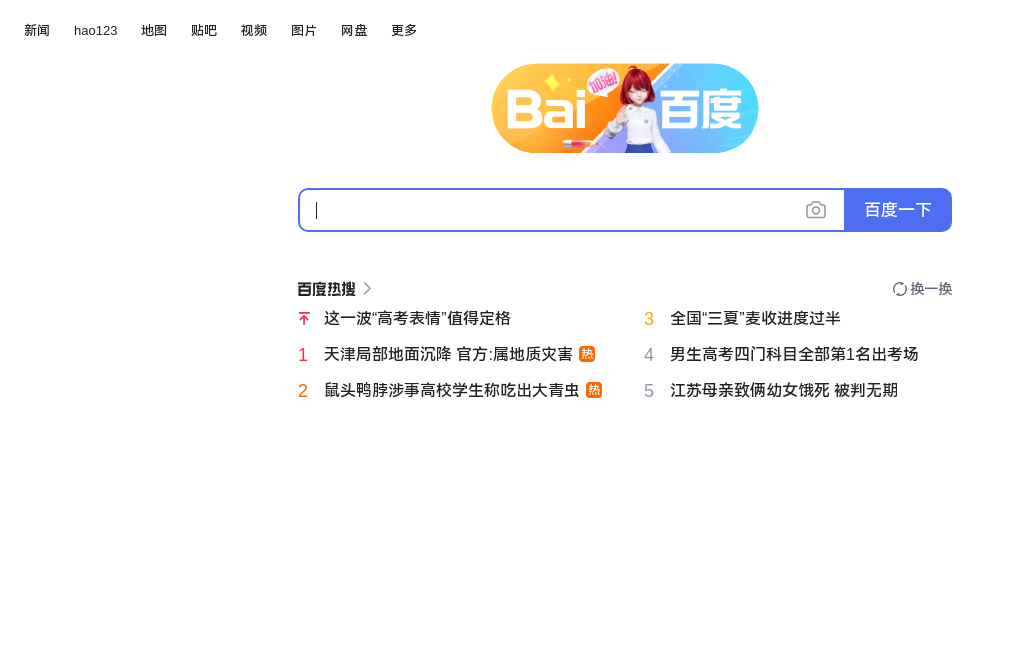 新闻 hao123 地图 贴吧 视频 图片 网盘 更多
Bai 加油! 百度
百度一下
百度热搜 换一换
这一波“高考表情”值得定格
1 天津局部地面沉降 官方:属地质灾害 热
2 鼠头鸭脖涉事高校学生称吃出大青虫 热
3 全国“三夏”麦收进度过半
4 男生高考四门科目全部第1名出考场
5 江苏母亲致俩幼女饿死 被判无期